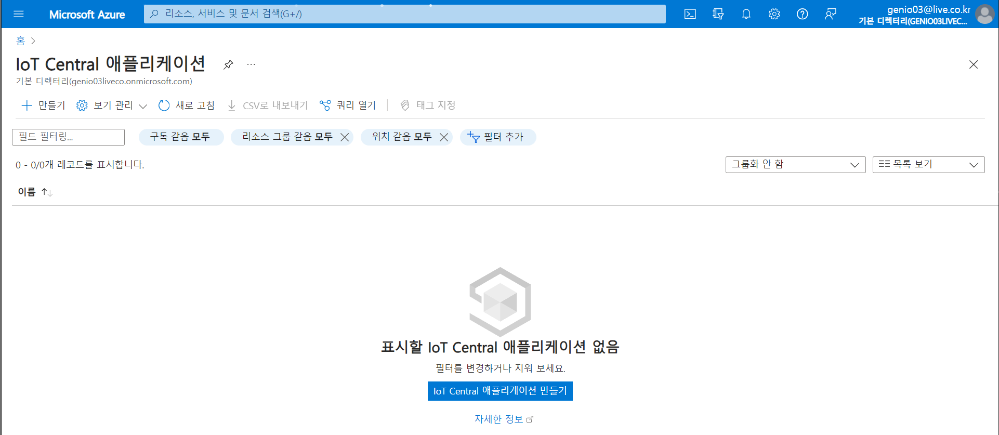 Microsoft Azure
리소스, 서비스 및 문서 검색(G+/)
genio03@live.co.kr
기본 디렉터리(GENIO03LIVEC...
홈
IoT Central 애플리케이션
...
기본 디렉터리(genio03liveco.onmicrosoft.com)
만들기 보기 관리 새로 고침 CSV로 내보내기 쿼리 열기 태그 지정
필드 필터링... 구독 같음 모두 리소스 그룹 같음 모두 위치 같음 모두 필터 추가
0 - 0/0개 레코드를 표시합니다. 그룹화 안 함 목록 보기
이름
표시할 IoT Central 애플리케이션 없음
필터를 변경하거나 지워 보세요.
IoT Central 애플리케이션 만들기
자세한 정보